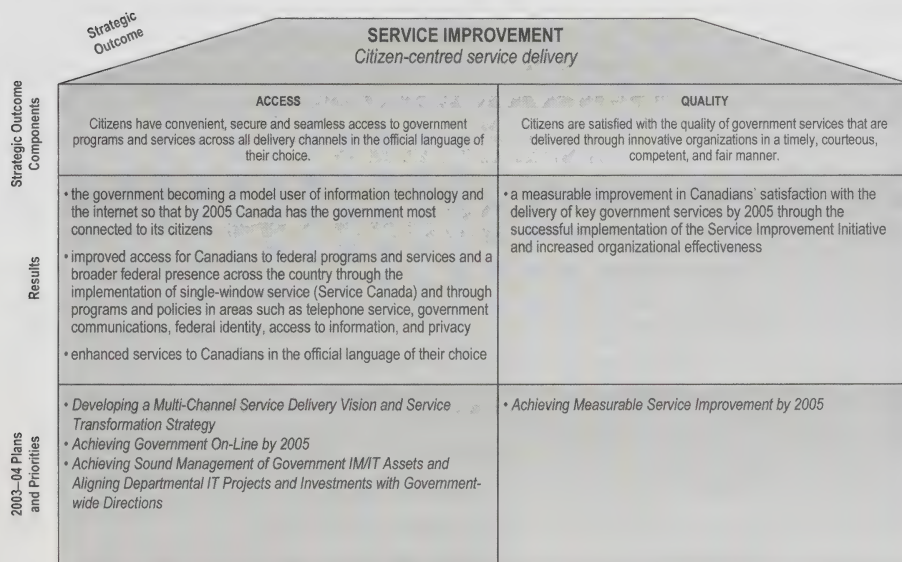 Strategic
Outcome
SERVICE IMPROVEMENT
Citizen-centred service delivery
Strategic Outcome
Components
ACCESS
Citizens have convenient, secure and seamless access to government
programs and services across all delivery channels in the official language of
their choice.
QUALITY
Citizens are satisfied with the quality of government services that are
delivered through innovative organizations in a timely, courteous,
competent, and fair manner.
Results
• the government becoming a model user of information technology and
the internet so that by 2005 Canada has the government most
connected to its citizens
• improved access for Canadians to federal programs and services and a
broader federal presence across the country through the
implementation of single-window service (Service Canada) and through
programs and policies in areas such as telephone service, government
communications, federal identity, access to information, and privacy
• enhanced services to Canadians in the official language of their choice
• a measurable improvement in Canadians' satisfaction with the
delivery of key government services by 2005 through the
successful implementation of the Service Improvement Initiative
and increased organizational effectiveness
2003–04 Plans
and Priorities
• Developing a Multi-Channel Service Delivery Vision and Service
Transformation Strategy
• Achieving Government On-Line by 2005
• Achieving Sound Management of Government IM/IT Assets and
Aligning Departmental IT Projects and Investments with Government-
wide Directions
• Achieving Measurable Service Improvement by 2005